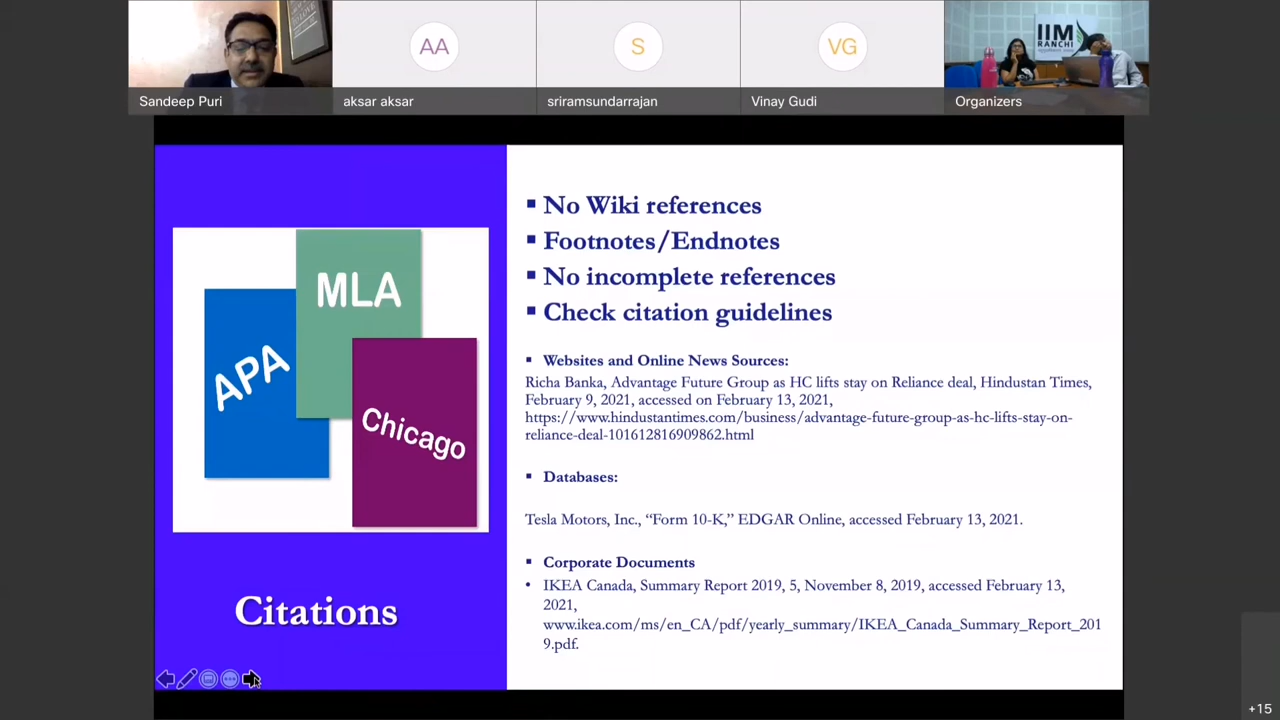 AA
S
VG
IIM
RANCHI
Sandeep Puri
aksar aksar
sriramsundarrajan
Vinay Gudi
Organizers
MLA
APA
Chicago
Citations
▪ No Wiki references
▪ Footnotes/Endnotes
▪ No incomplete references
▪ Check citation guidelines
▪ Websites and Online News Sources:
Richa Banka, Advantage Future Group as HC lifts stay on Reliance deal, Hindustan Times,
February 9, 2021, accessed on February 13, 2021,
https://www.hindustantimes.com/business/advantage-future-group-as-hc-lifts-stay-on-
reliance-deal-101612816909862.html
▪ Databases:
Tesla Motors, Inc., “Form 10-K,” EDGAR Online, accessed February 13, 2021.
▪ Corporate Documents
• IKEA Canada, Summary Report 2019, 5, November 8, 2019, accessed February 13,
2021,
www.ikea.com/ms/en_CA/pdf/yearly_summary/IKEA_Canada_Summary_Report_201
9.pdf.
+15